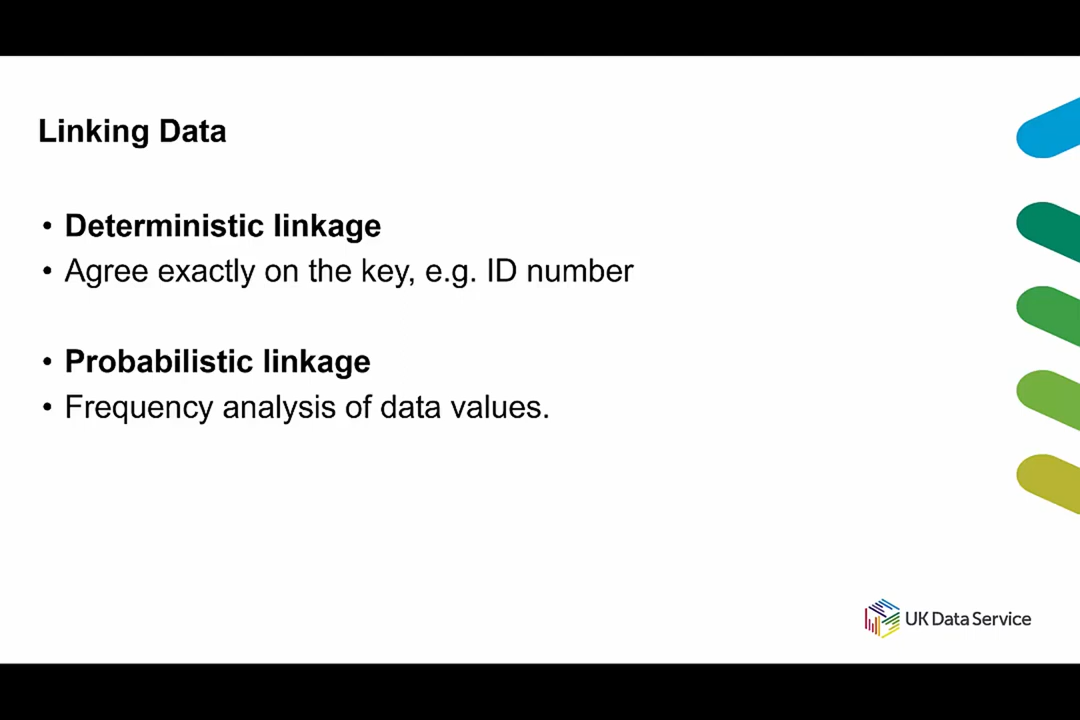 Linking Data
• Deterministic linkage
• Agree exactly on the key, e.g. ID number
• Probabilistic linkage
• Frequency analysis of data values.
UK Data Service